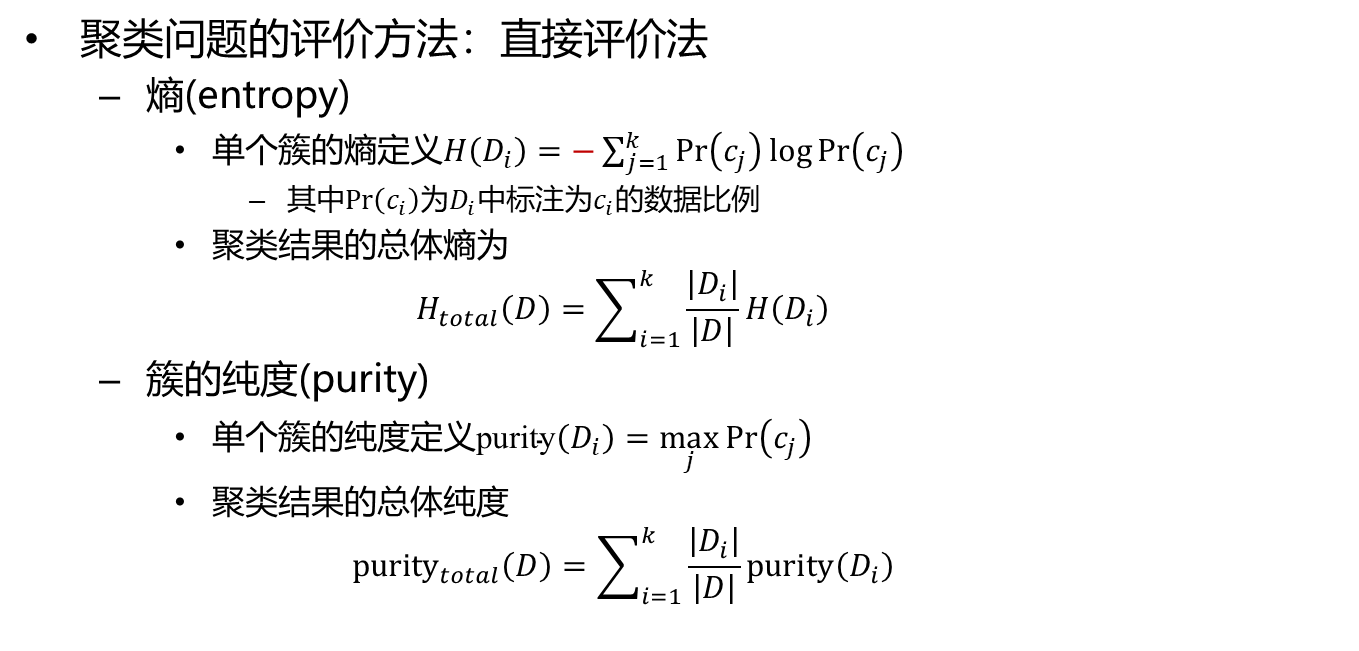 • 聚类问题的评价方法：直接评价法
– 熵(entropy)
• 单个簇的熵定义H(D_i) = − ∑_{j=1}^{k} Pr(c_j) log Pr(c_j)
– 其中Pr(c_i)为D_i中标注为c_i的数据比例
• 聚类结果的总体熵为
H_{total}(D) = ∑_{i=1}^{k} \frac{|D_i|}{|D|} H(D_i)
– 簇的纯度(purity)
• 单个簇的纯度定义purity(D_i) = \max_{j} Pr(c_j)
• 聚类结果的总体纯度
purity_{total}(D) = ∑_{i=1}^{k} \frac{|D_i|}{|D|} purity(D_i)